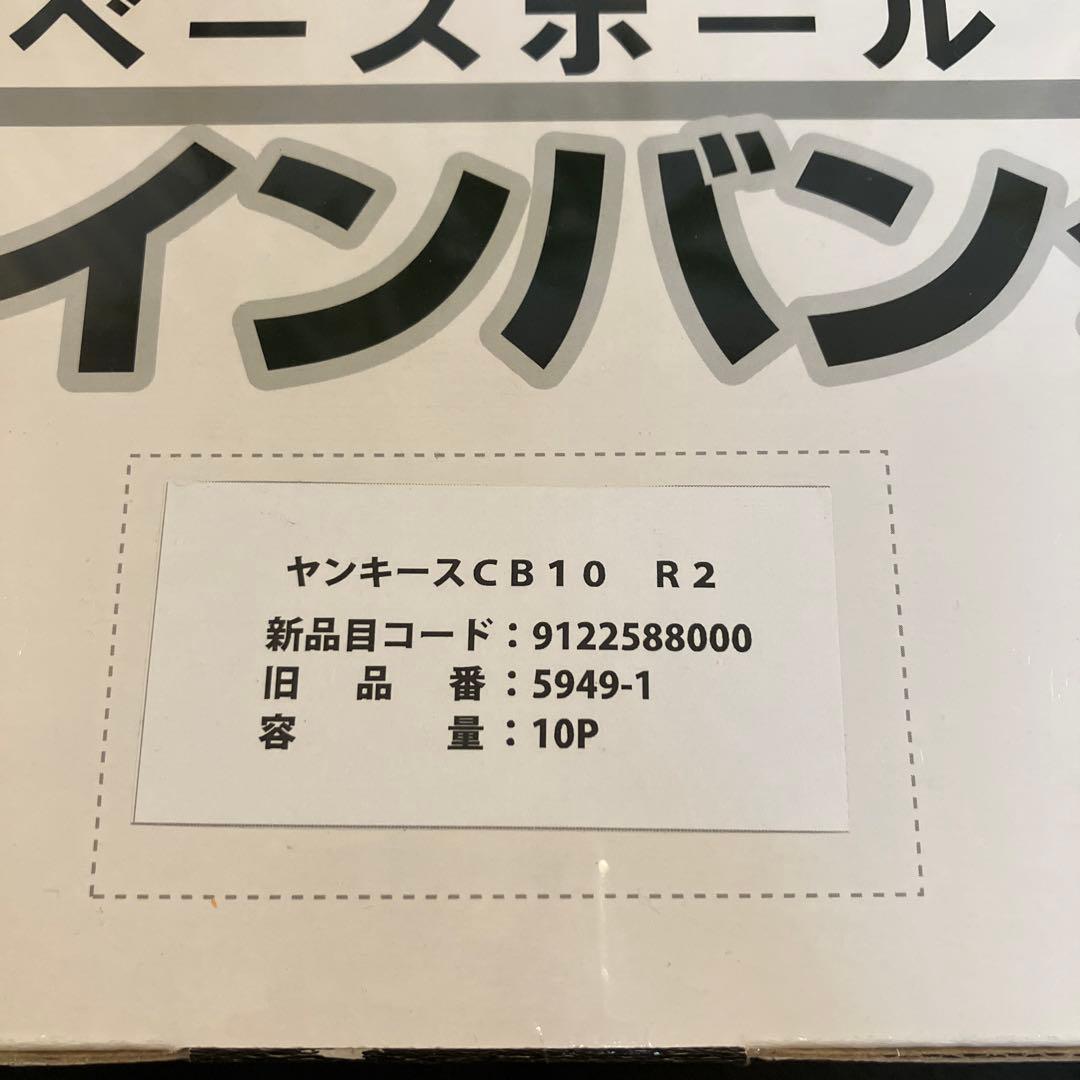 ベースボール
インバン
ヤンキースCB10　R2
新品目コード：9122588000
旧品番：5949-1
容量：10P